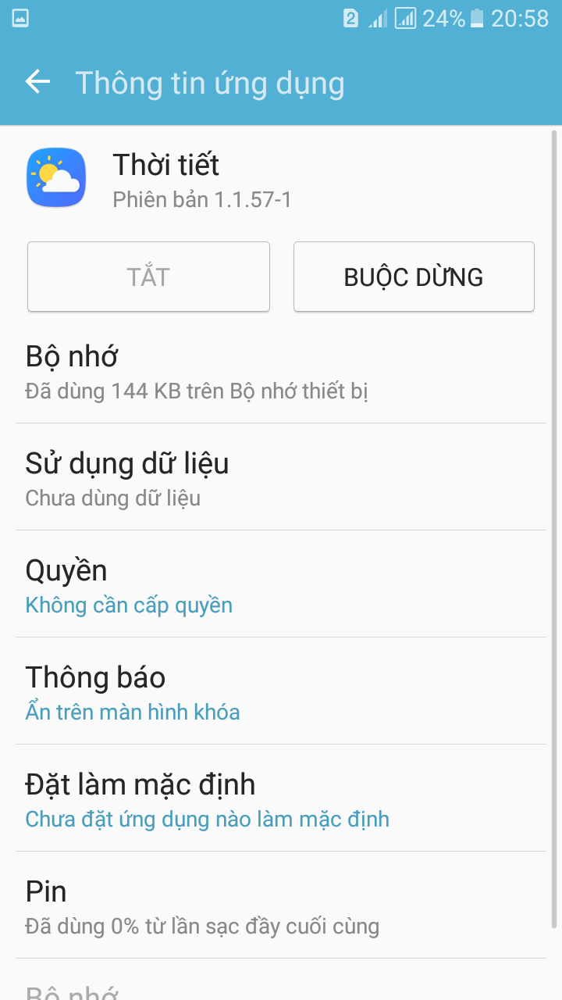 2 24% 20:58
Thông tin ứng dụng
Thời tiết
Phiên bản 1.1.57-1
TẮT
BUỘC DỪNG
Bộ nhớ
Đã dùng 144 KB trên Bộ nhớ thiết bị
Sử dụng dữ liệu
Chưa dùng dữ liệu
Quyền
Không cần cấp quyền
Thông báo
Ẩn trên màn hình khóa
Đặt làm mặc định
Chưa đặt ứng dụng nào làm mặc định
Pin
Đã dùng 0% từ lần sạc đầy cuối cùng
Bộ nhớ